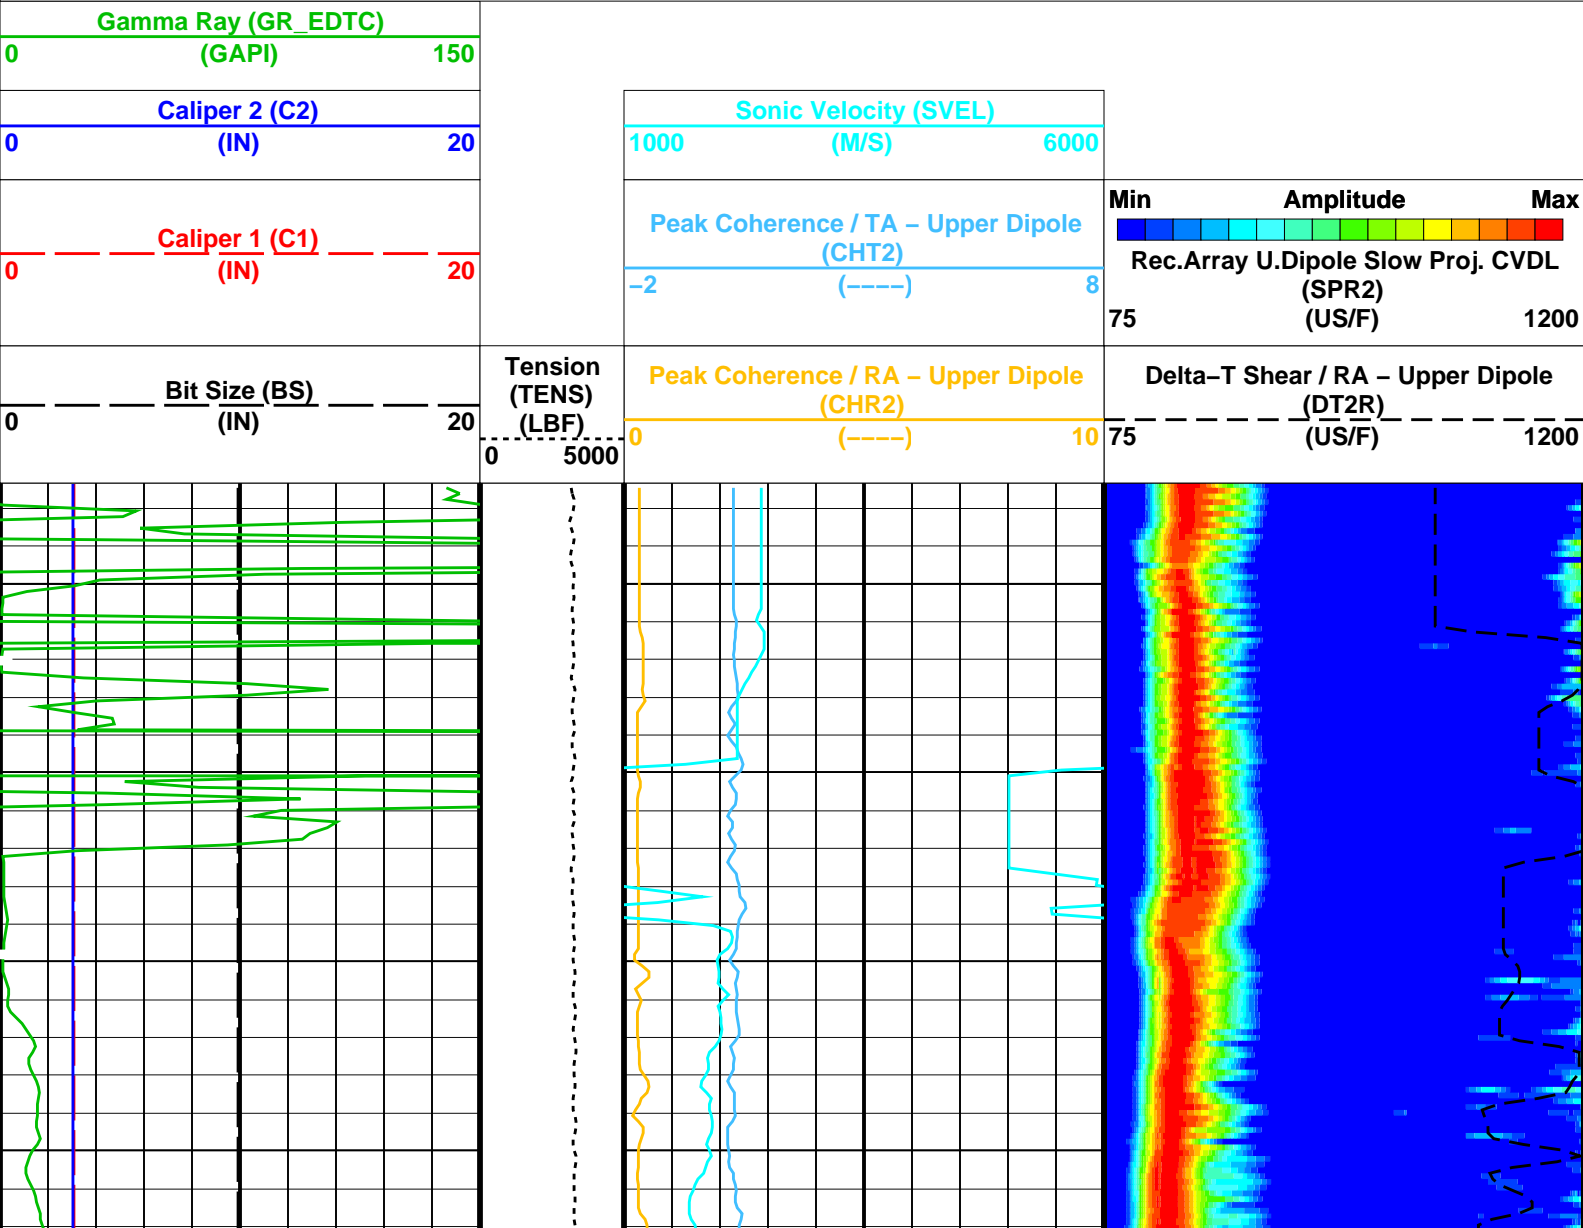 Gamma Ray (GR_EDTC)
0 (GAPI) 150
Caliper 2 (C2)
0 (IN) 20
Caliper 1 (C1)
0 (IN) 20
Bit Size (BS)
0 (IN) 20
Tension
(TENS)
(LBF)
0 5000
Sonic Velocity (SVEL)
1000 (M/S) 6000
Peak Coherence / TA – Upper Dipole
(CHT2)
–2 (––––) 8
Peak Coherence / RA – Upper Dipole
(CHR2)
0 (––––) 10
Min Amplitude Max
Rec.Array U.Dipole Slow Proj. CVDL
(SPR2)
75 (US/F) 1200
Delta–T Shear / RA – Upper Dipole
(DT2R)
75 (US/F) 1200